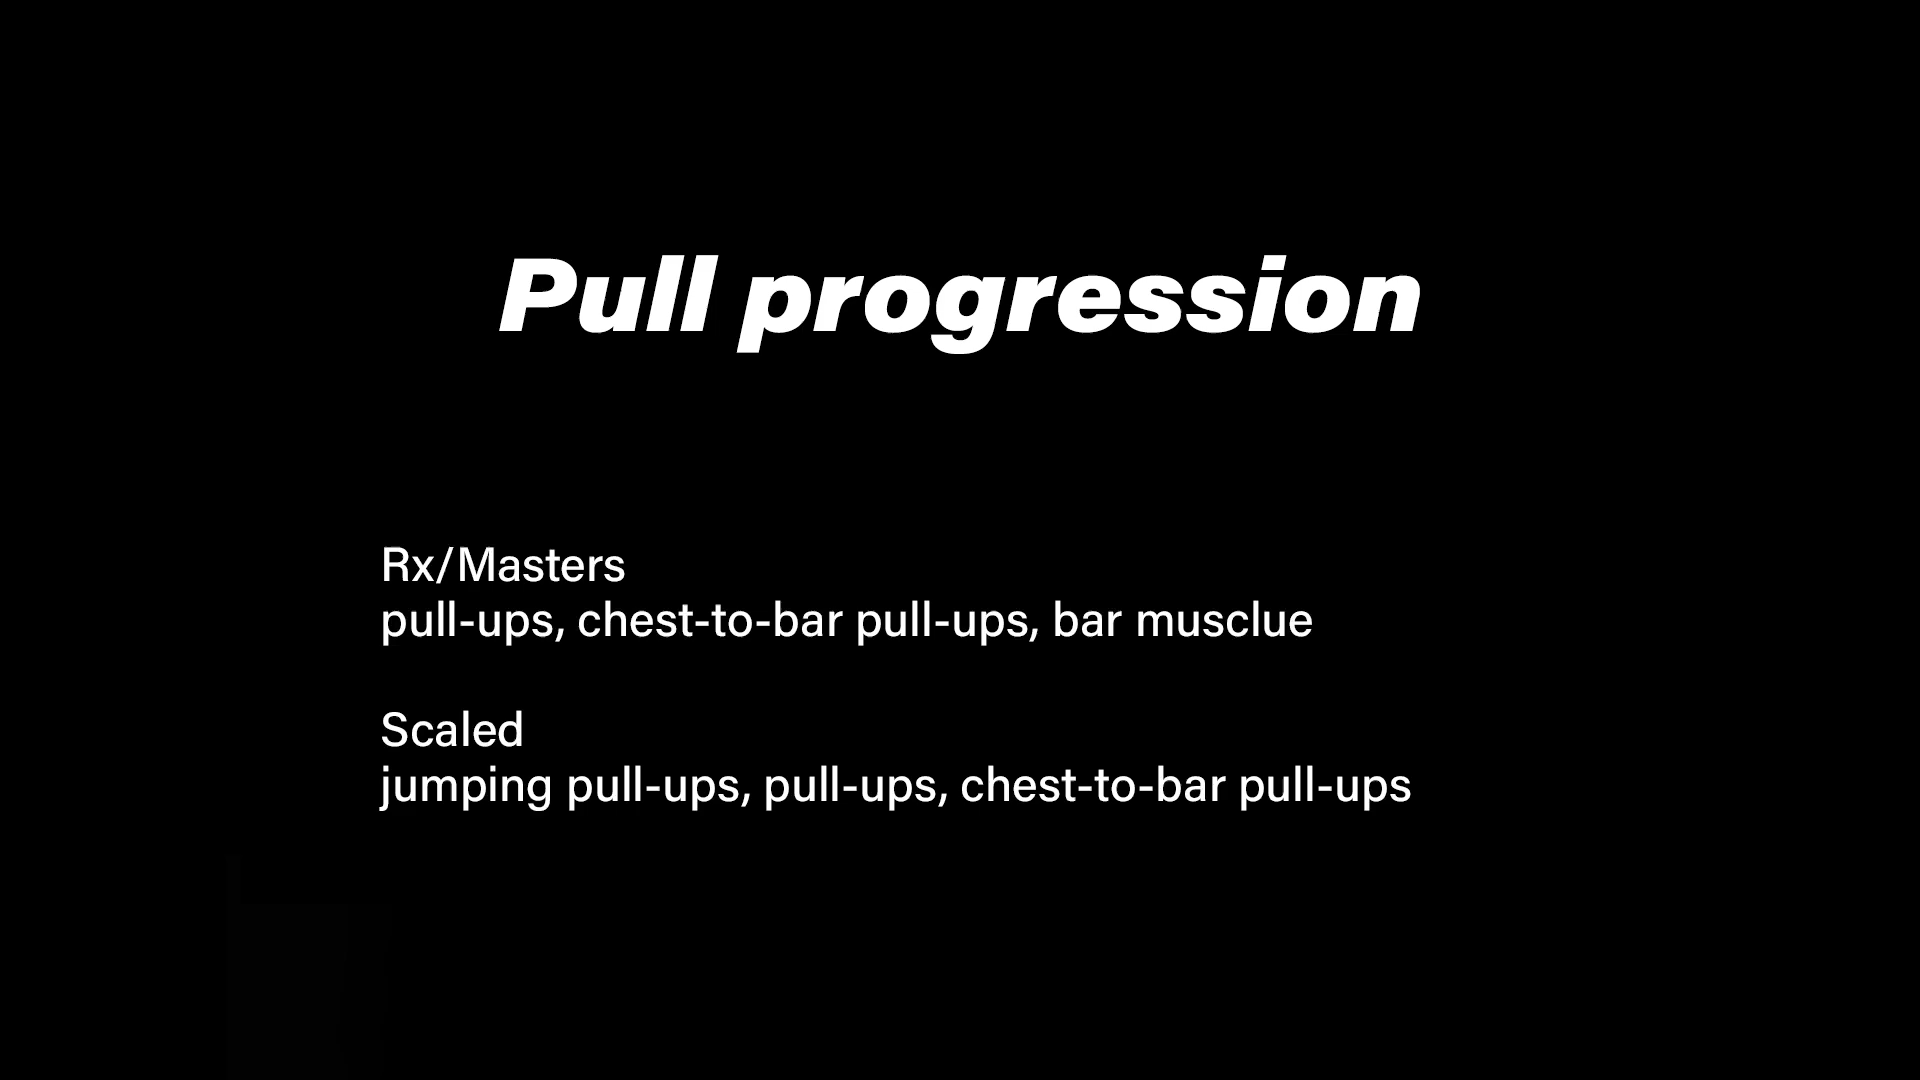 Pull progression
Rx/Masters
pull-ups, chest-to-bar pull-ups, bar musclue
Scaled
jumping pull-ups, pull-ups, chest-to-bar pull-ups